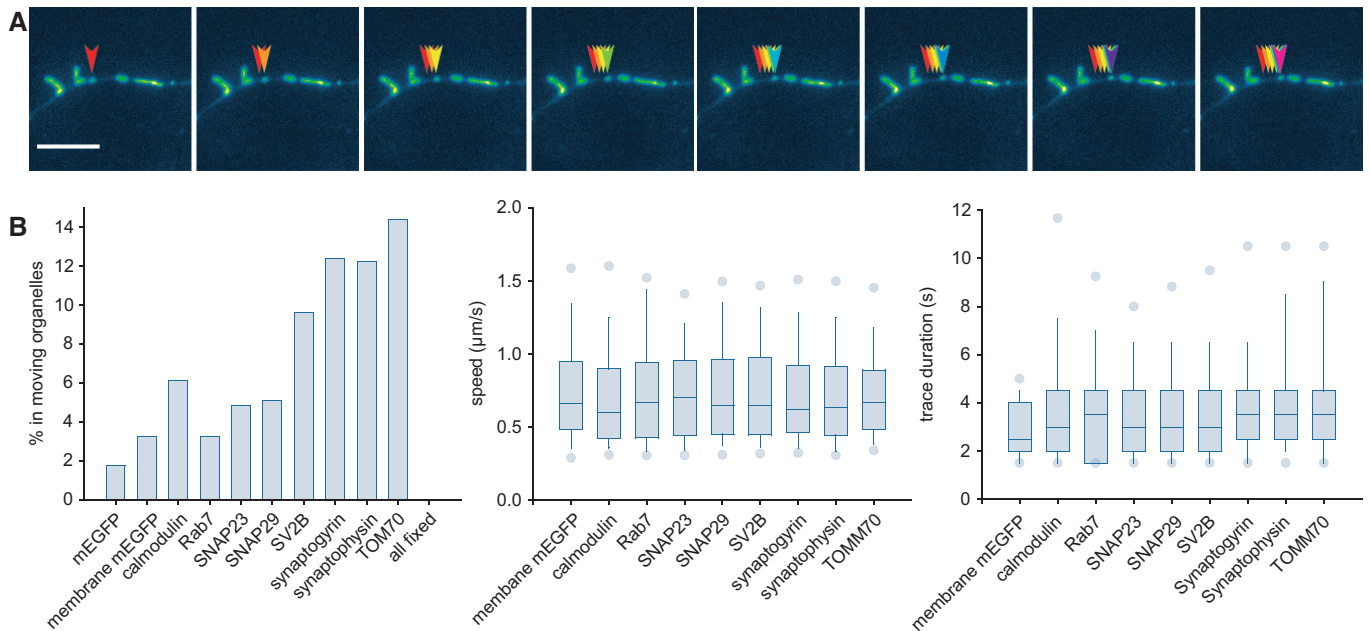 A
B
% in moving organelles
14
12
10
8
6
4
2
0
mEGFP
membrane mEGFP
calmodulin
Rab7
SNAP23
SNAP29
SV2B
synaptogyrin
synaptophysin
TOM70
all fixed
speed (µm/s)
2.0
1.5
1.0
0.5
0.0
membane mEGFP
calmodulin
Rab7
SNAP23
SNAP29
SV2B
synaptogyrin
synaptophysin
TOMM70
trace duration (s)
12
10
8
6
4
2
0
membrane mEGFP
calmodulin
Rab7
SNAP23
SNAP29
SV2B
Synaptogyrin
Synaptophysin
TOMM70